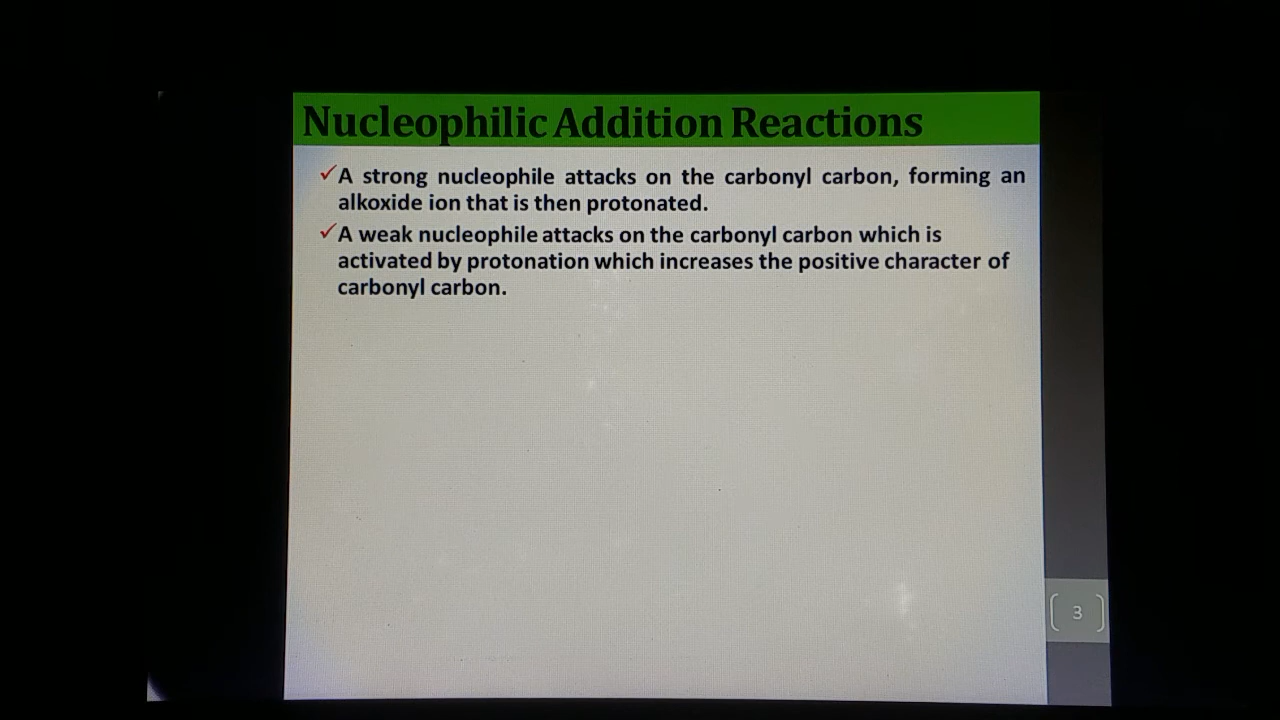 Nucleophilic Addition Reactions
✓A strong nucleophile attacks on the carbonyl carbon, forming an
alkoxide ion that is then protonated.
✓A weak nucleophile attacks on the carbonyl carbon which is
activated by protonation which increases the positive character of
carbonyl carbon.
3